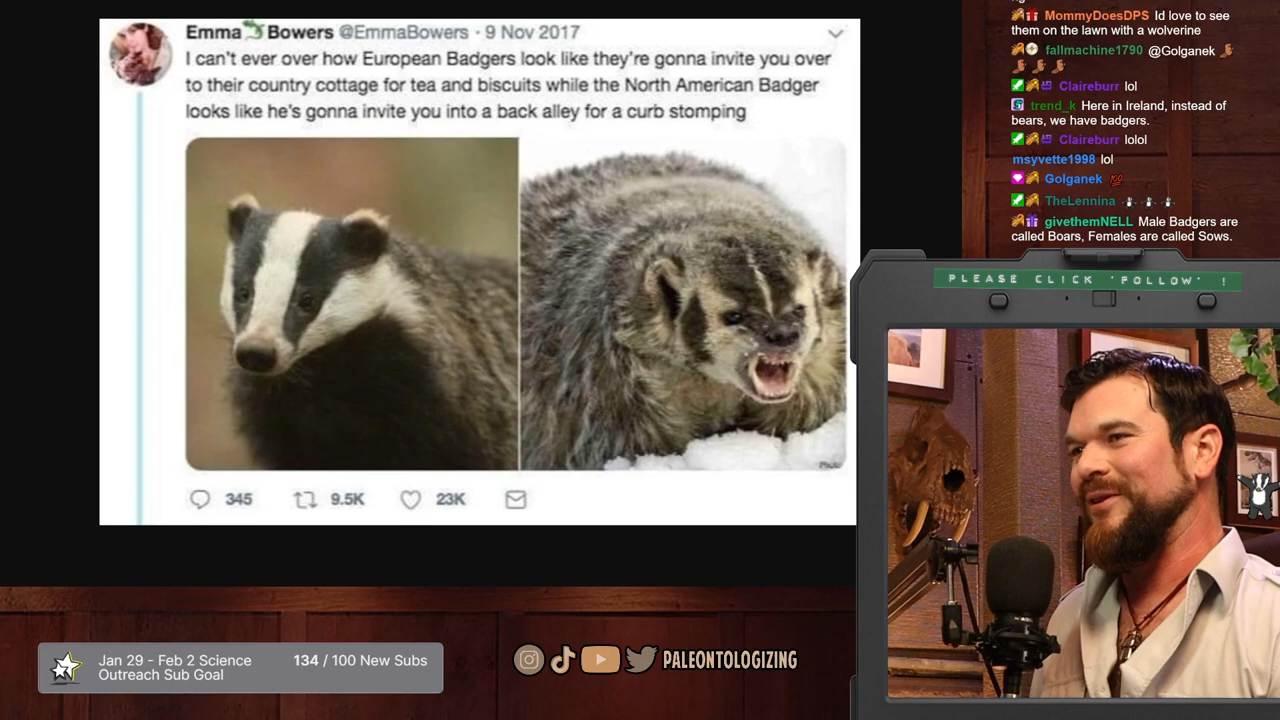 Emma Bowers @EmmaBowers · 9 Nov 2017
I can't ever over how European Badgers look like they're gonna invite you over
to their country cottage for tea and biscuits while the North American Badger
looks like he's gonna invite you into a back alley for a curb stomping
345 9.5K 23K
MommyDoesDPS Id love to see
them on the lawn with a wolverine
fallmachine1790 @Golganek
Claireburr lol
trend_k Here in Ireland, instead of
bears, we have badgers.
Claireburr lolol
msyvette1998 lol
Golganek 100
TheLennina
givethemNELL Male Badgers are
called Boars, Females are called Sows.
PLEASE CLICK 'FOLLOW' !
Jan 29 - Feb 2 Science
Outreach Sub Goal
134 / 100 New Subs
PALEONTOLOGIZING